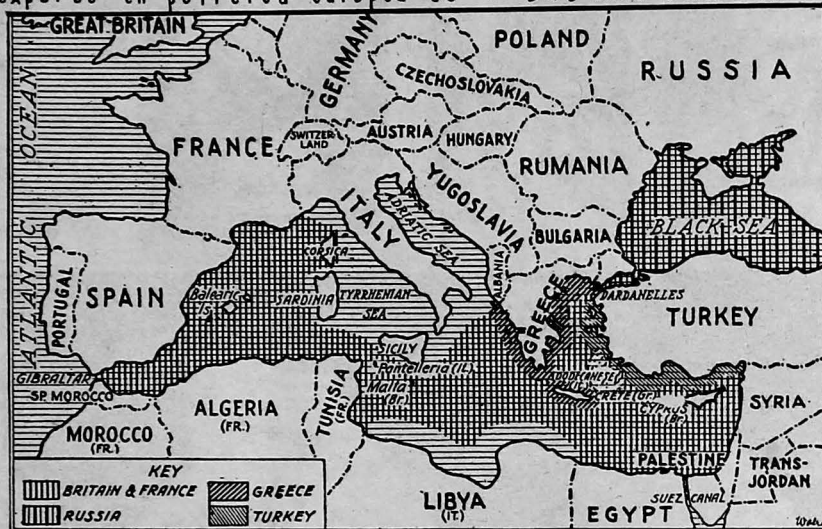 GREAT BRITAIN
GERMANY
POLAND
RUSSIA
CZECHOSLOVAKIA
ATLANTIC OCEAN
FRANCE
SWITZER-
LAND
AUSTRIA
HUNGARY
RUMANIA
ITALY
YUGOSLAVIA
ADRIATIC SEA
BLACK SEA
BULGARIA
CORSICA
ALBANIA
PORTUGAL
SPAIN
Balearic
Is.
SARDINIA
TYRRHENIAN
SEA
GREECE
DARDANELLES
TURKEY
SICILY
GIBRALTAR
Pantelleria (IL.)
SP. MOROCCO
Malta
(Br.)
DODECANESE
CRETE (Gr.)
CYPRUS
(Br.)
SYRIA
ALGERIA
(FR.)
TUNISIA
(FR.)
MOROCCO
(FR.)
PALESTINE
TRANS-
JORDAN
LIBYA
(IT.)
EGYPT
SUEZ CANAL
KEY
BRITAIN & FRANCE
GREECE
RUSSIA
TURKEY